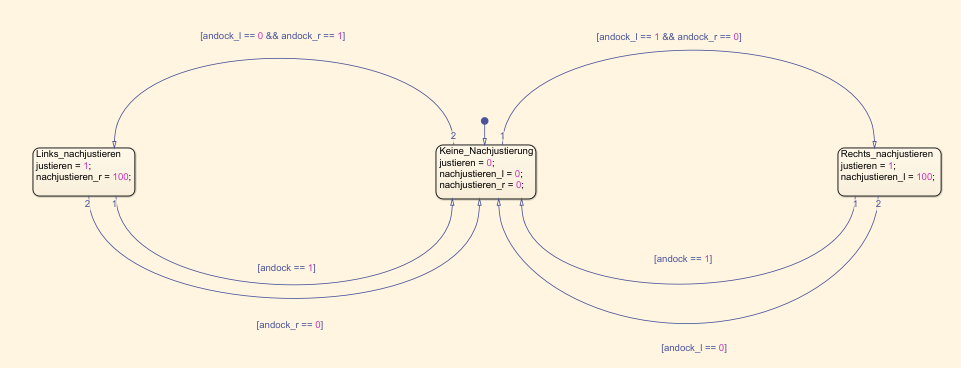 [andock_l == 0 && andock_r == 1]
[andock_l == 1 && andock_r == 0]
2
1
Links_nachjustieren
justieren = 1;
nachjustieren_r = 100;
Keine_Nachjustierung
justieren = 0;
nachjustieren_l = 0;
nachjustieren_r = 0;
Rechts_nachjustieren
justieren = 1;
nachjustieren_l = 100;
2
1
1
2
[andock == 1]
[andock == 1]
[andock_r == 0]
[andock_l == 0]